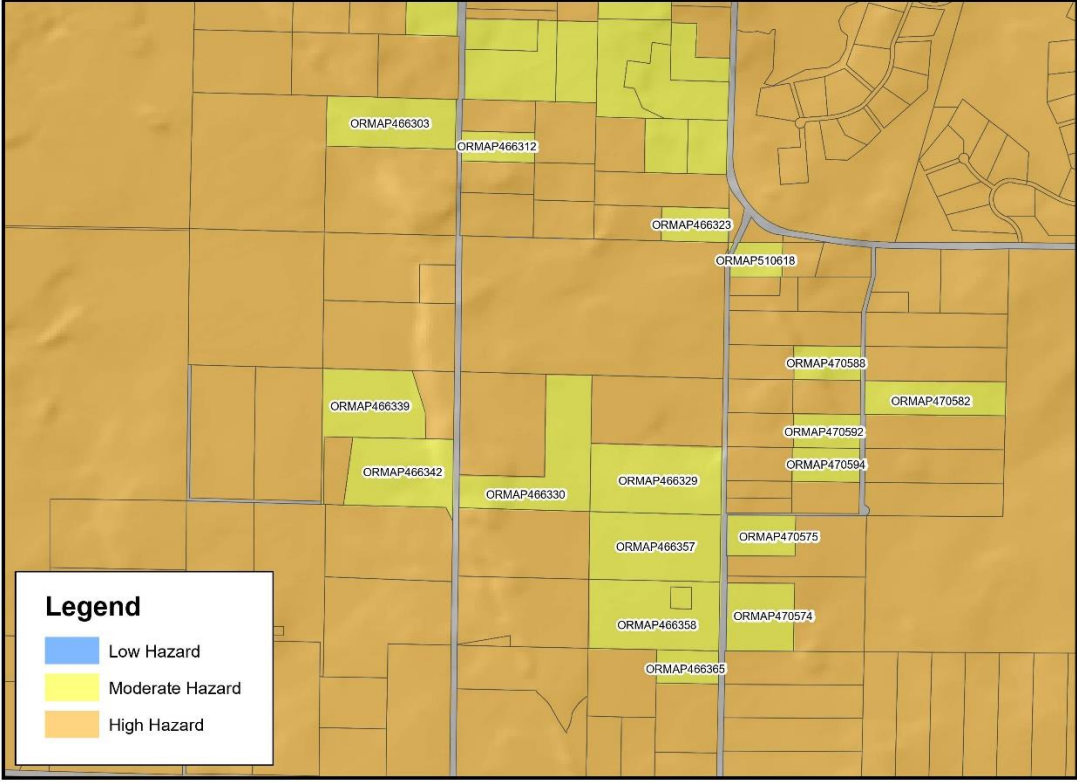 ORMAP466303
ORMAP466312
ORMAP466323
ORMAP510618
ORMAP470588
ORMAP470582
ORMAP466339
ORMAP470592
ORMAP470594
ORMAP466342
ORMAP466329
ORMAP466330
ORMAP470575
ORMAP466357
ORMAP470574
ORMAP466358
ORMAP466365
Legend
Low Hazard
Moderate Hazard
High Hazard